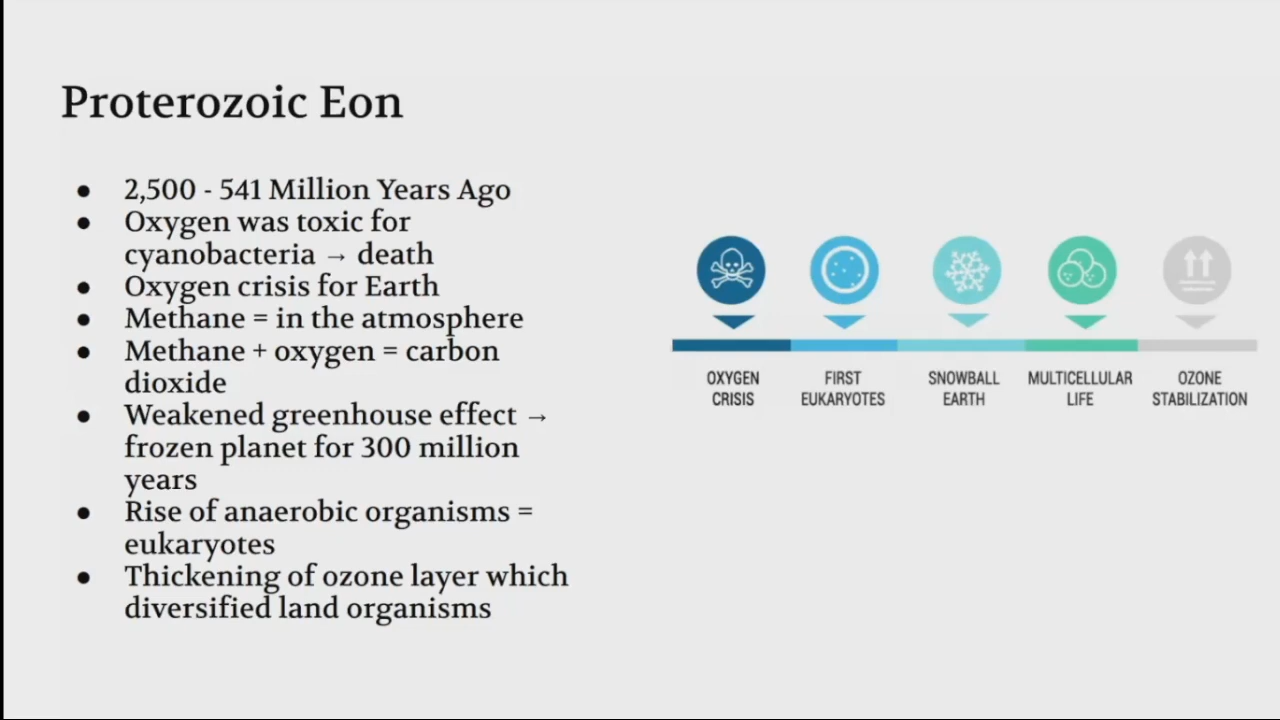 Proterozoic Eon
● 2,500 - 541 Million Years Ago
● Oxygen was toxic for
cyanobacteria → death
● Oxygen crisis for Earth
● Methane = in the atmosphere
● Methane + oxygen = carbon
dioxide
● Weakened greenhouse effect →
frozen planet for 300 million
years
● Rise of anaerobic organisms =
eukaryotes
● Thickening of ozone layer which
diversified land organisms
OXYGEN
CRISIS
FIRST
EUKARYOTES
SNOWBALL
EARTH
MULTICELLULAR
LIFE
OZONE
STABILIZATION